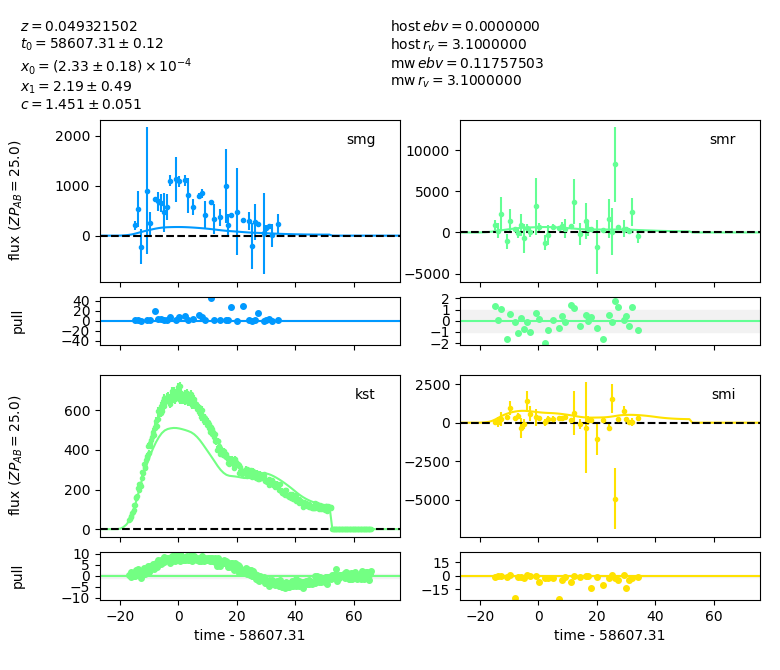 z = 0.049321502
t₀ = 58607.31 ± 0.12
x₀ = (2.33 ± 0.18) × 10⁻⁴
x₁ = 2.19 ± 0.49
c = 1.451 ± 0.051
host ebv = 0.0000000
host r_v = 3.1000000
mw ebv = 0.11757503
mw r_v = 3.1000000
flux (ZP_AB = 25.0)
2000
1000
0
smg
10000
5000
0
−5000
smr
pull
40
20
0
−20
−40
2
1
0
−1
−2
flux (ZP_AB = 25.0)
600
400
200
0
kst
2500
0
−2500
−5000
smi
pull
10
5
0
−5
−10
15
0
−15
−20 0 20 40 60
−20 0 20 40 60
time - 58607.31
time - 58607.31